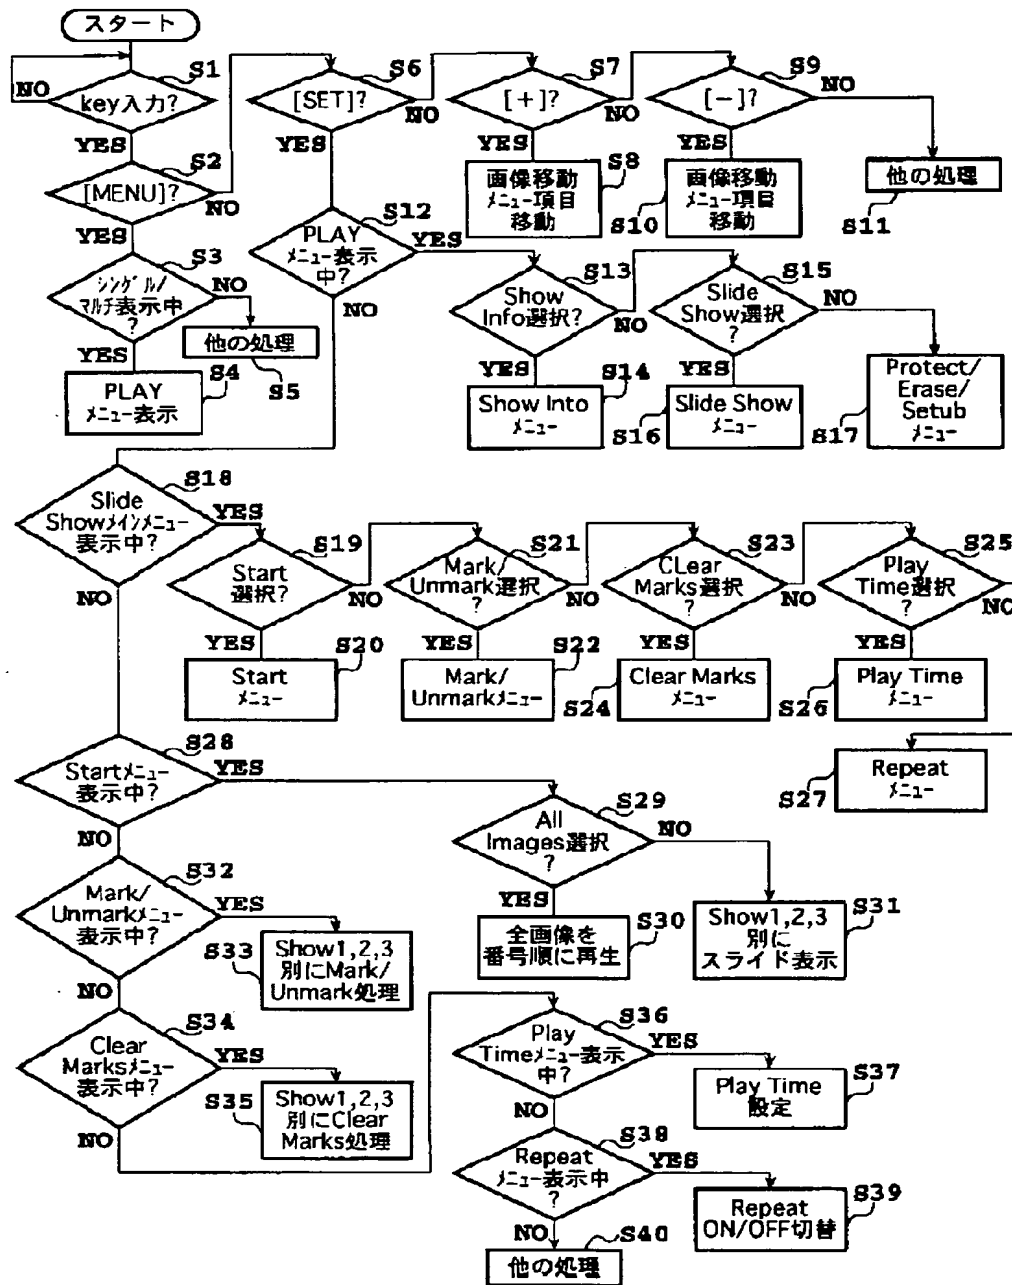 スタート
S1
NO
key入力?
YES
S2
[MENU]?
NO
YES
S3
シングル/
マルチ表示中
?
NO
YES
他の処理
S5
S4
PLAY
メニュー表示
S6
[SET]?
NO
YES
S7
[+]?
NO
YES
S8
画像移動
メニュー項目
移動
S9
[-]?
NO
YES
S10
画像移動
メニュー項目
移動
他の処理
S11
S12
PLAY
メニュー表示
中?
YES
NO
S13
Show
Info選択?
NO
YES
S14
Show Into
メニュー
S15
Slide
Show選択
?
NO
YES
S16
Slide Show
メニュー
Protect/
Erase/
Setub
メニュー
S17
S18
Slide
Showメインメニュー
表示中?
YES
NO
S19
Start
選択?
NO
YES
S20
Start
メニュー
S21
Mark/
Unmark選択
?
NO
YES
S22
Mark/
Unmarkメニュー
S23
CLear
Marks選択
?
NO
YES
S24
Clear Marks
メニュー
S25
Play
Time選択
?
NO
YES
S26
Play Time
メニュー
S27
Repeat
メニュー
S28
Startメニュー
表示中?
YES
NO
S29
All
Images選択
?
NO
YES
S30
全画像を
番号順に再生
S31
Show1,2,3
別に
スライド表示
S32
Mark/
Unmarkメニュー
表示中?
YES
NO
S33
Show1,2,3
別にMark/
Unmark処理
S34
Clear
Marksメニュー
表示中?
YES
NO
S35
Show1,2,3
別にClear
Marks処理
S36
Play
Timeメニュー表示
中?
YES
NO
S37
Play Time
設定
S38
Repeat
メニュー表示中
?
YES
NO
S39
Repeat
ON/OFF切替
S40
他の処理